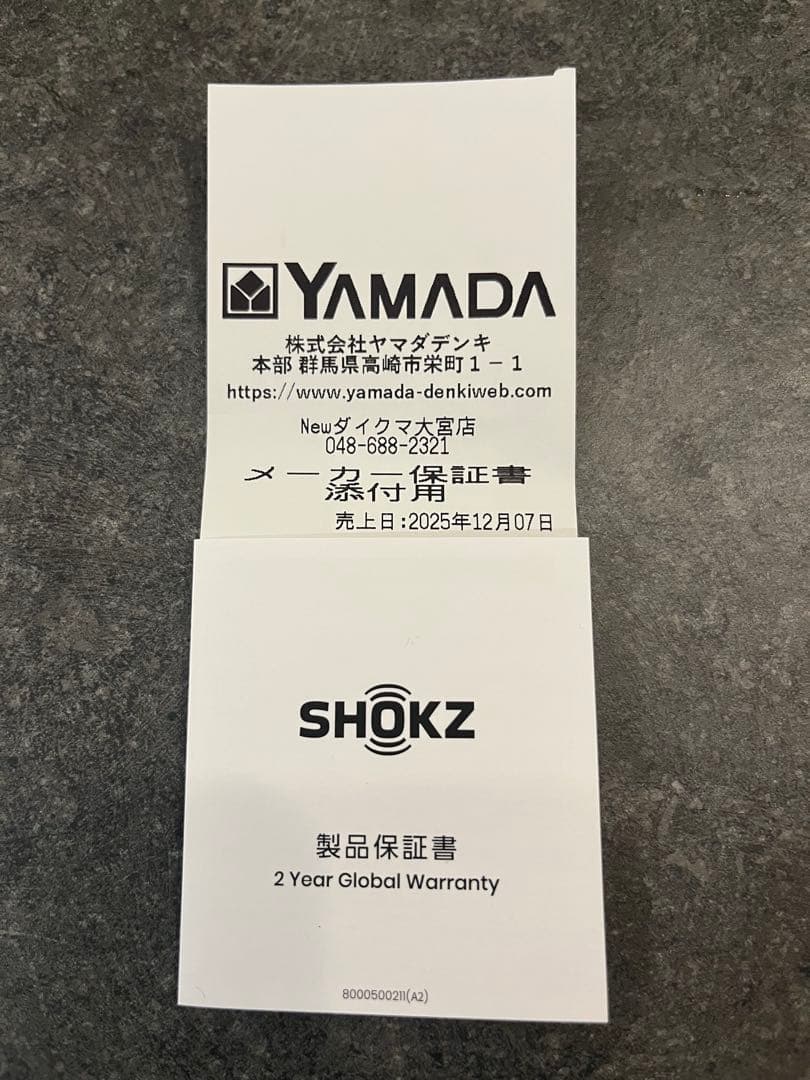 YAMADA
株式会社ヤマダデンキ
本部 群馬県高崎市栄町1-1
https://www.yamada-denkiweb.com
Newダイクマ大宮店
048-688-2321
メーカー保証書
添付用
売上日:2025年12月07日
SHOKZ
製品保証書
2 Year Global Warranty
8000500211(A2)